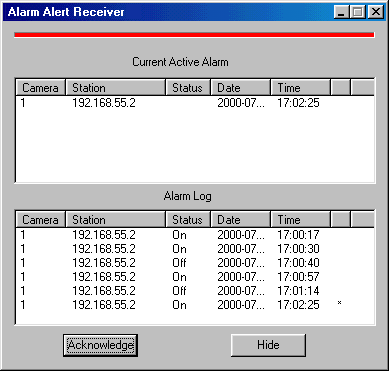 Alarm Alert Receiver
Current Active Alarm
Camera Station Status Date Time
1 192.168.55.2 2000-07... 17:02:25
Alarm Log
Camera Station Status Date Time
1 192.168.55.2 On 2000-07... 17:00:17
1 192.168.55.2 On 2000-07... 17:00:30
1 192.168.55.2 Off 2000-07... 17:00:40
1 192.168.55.2 On 2000-07... 17:00:57
1 192.168.55.2 Off 2000-07... 17:01:14
1 192.168.55.2 On 2000-07... 17:02:25 *
Acknowledge Hide